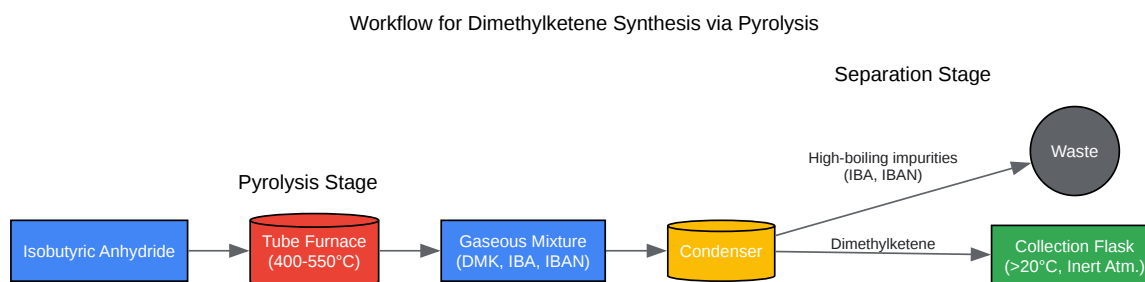 Workflow for Dimethylketene Synthesis via Pyrolysis
Separation Stage
Waste
High-boiling impurities
(IBA, IBAN)
Pyrolysis Stage
Isobutyric Anhydride
Tube Furnace
(400-550°C)
Gaseous Mixture
(DMK, IBA, IBAN)
Condenser
Dimethylketene
Collection Flask
(>20°C, Inert Atm.)